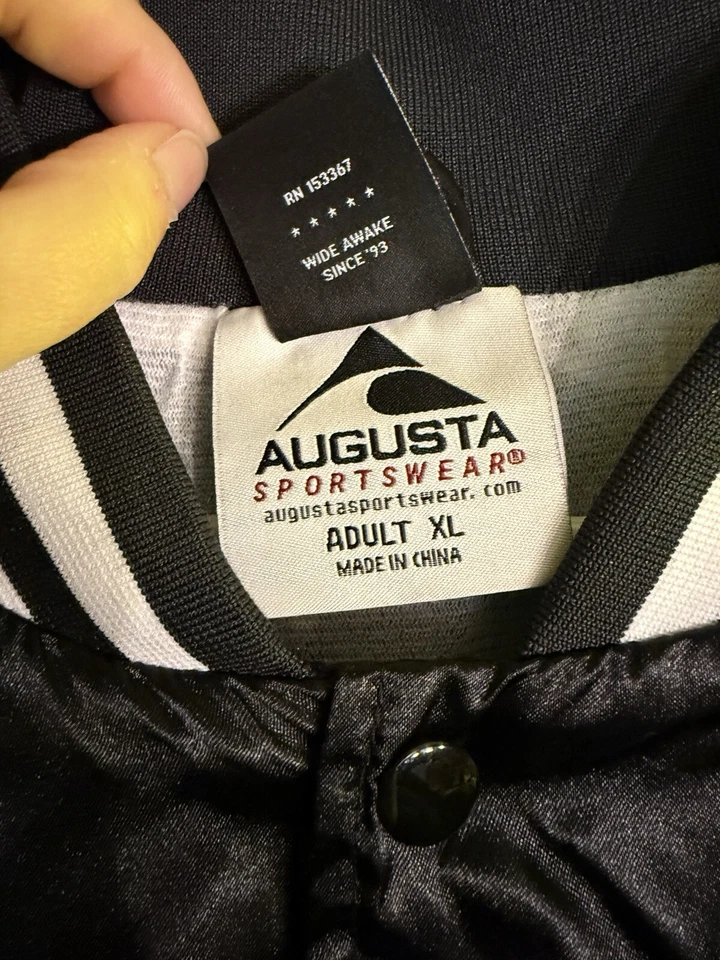 RN 153367
* * * * *
WIDE AWAKE
SINCE '93
AUGUSTA
SPORTSWEAR®
augustasportswear.com
ADULT XL
MADE IN CHINA